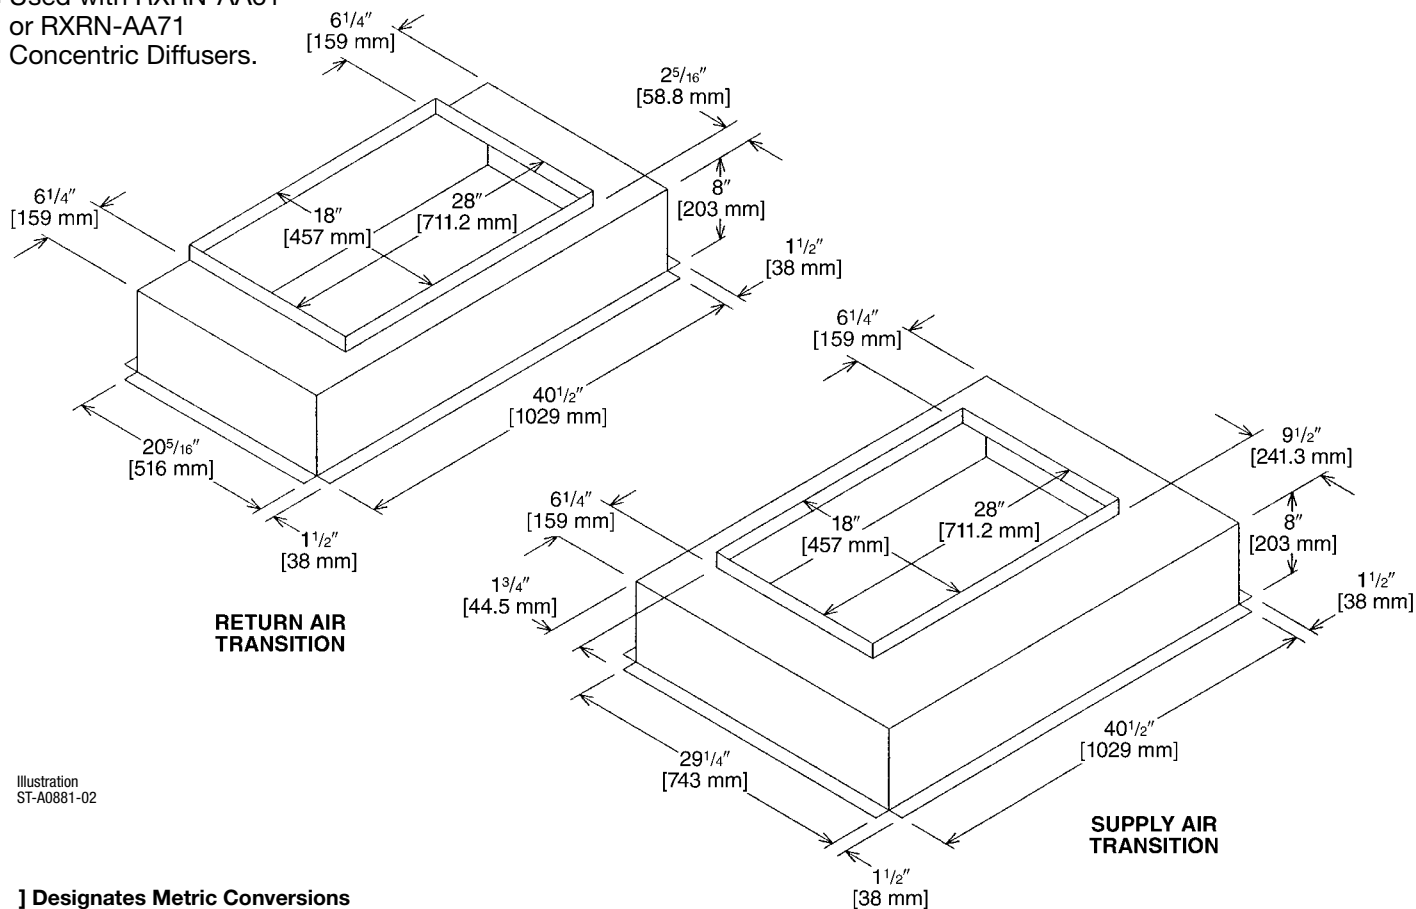 or RXRN-AA71
Concentric Diffusers.
6 1/4"
[159 mm]
2 5/16"
[58.8 mm]
6 1/4"
[159 mm]
18"
[457 mm]
28"
[711.2 mm]
8"
[203 mm]
1 1/2"
[38 mm]
40 1/2"
[1029 mm]
20 5/16"
[516 mm]
1 1/2"
[38 mm]
RETURN AIR
TRANSITION
6 1/4"
[159 mm]
9 1/2"
[241.3 mm]
6 1/4"
[159 mm]
18"
[457 mm]
28"
[711.2 mm]
8"
[203 mm]
1 3/4"
[44.5 mm]
1 1/2"
[38 mm]
40 1/2"
[1029 mm]
29 1/4"
[743 mm]
1 1/2"
[38 mm]
SUPPLY AIR
TRANSITION
Illustration
ST-A0881-02
] Designates Metric Conversions